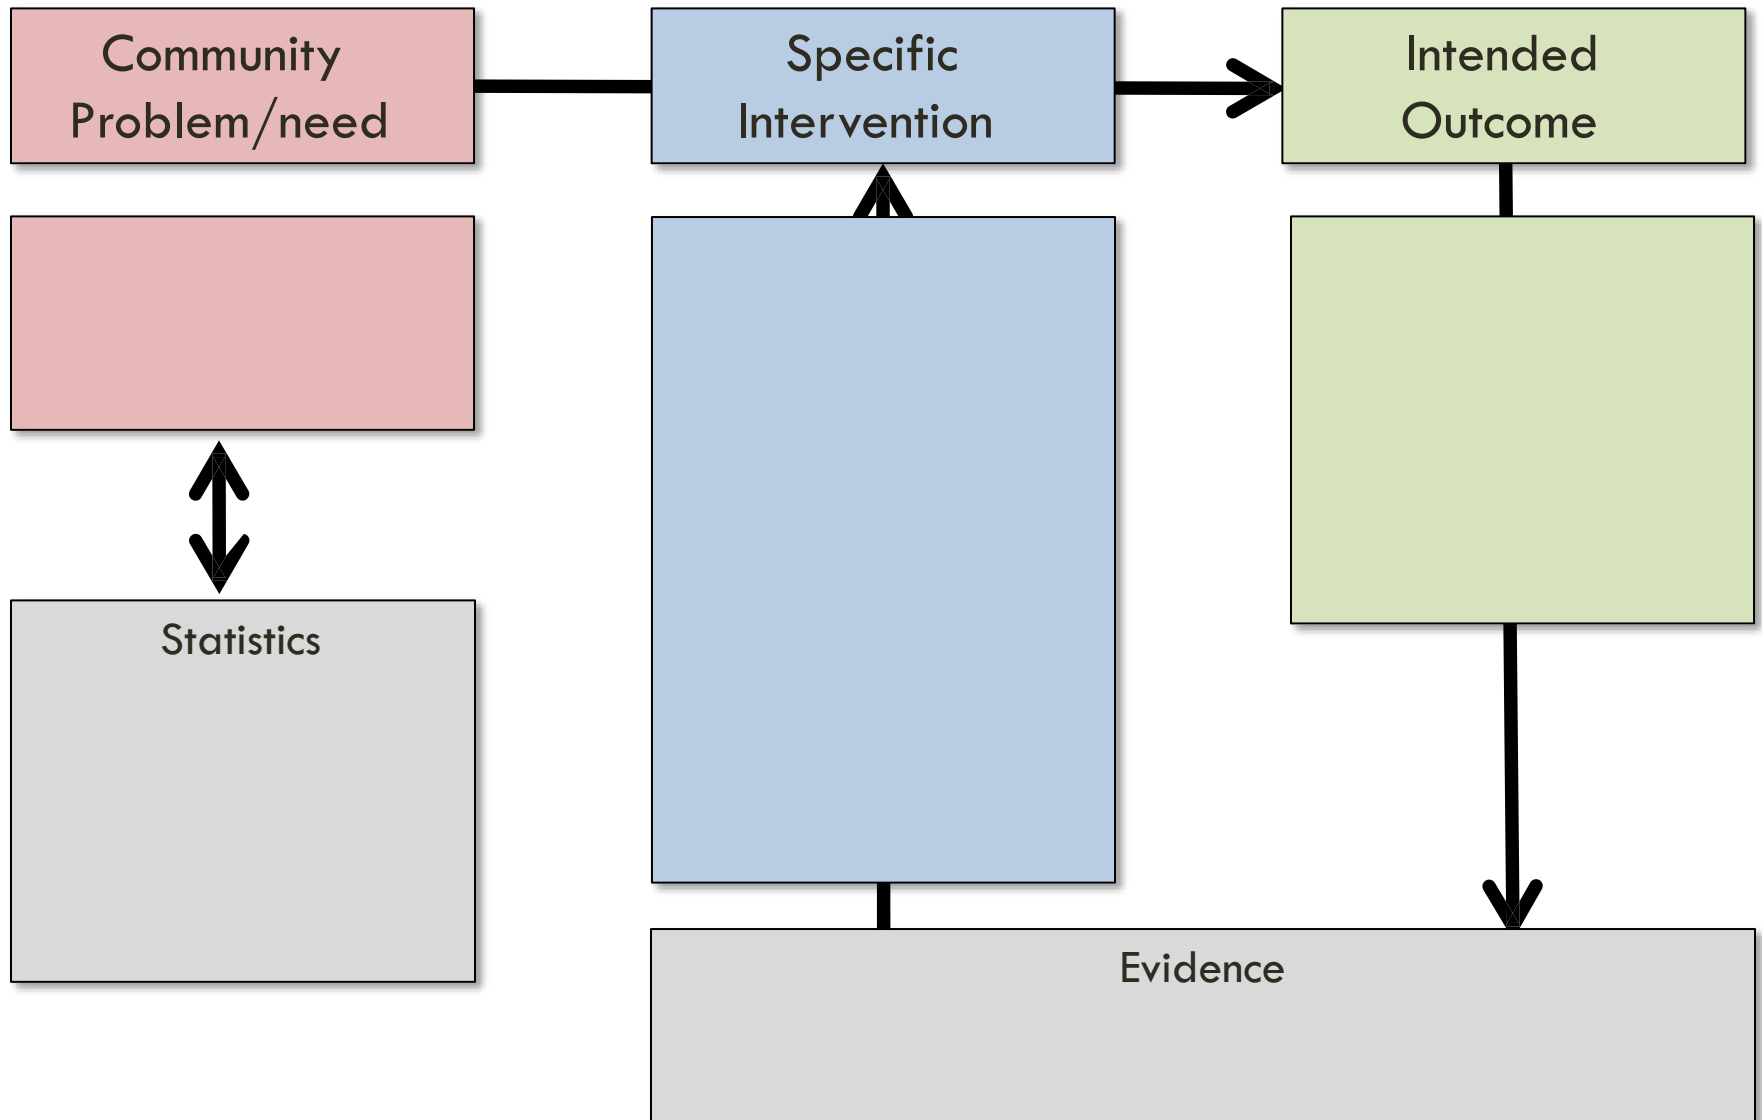 Community
Problem/need
Specific
Intervention
Intended
Outcome
Statistics
Evidence